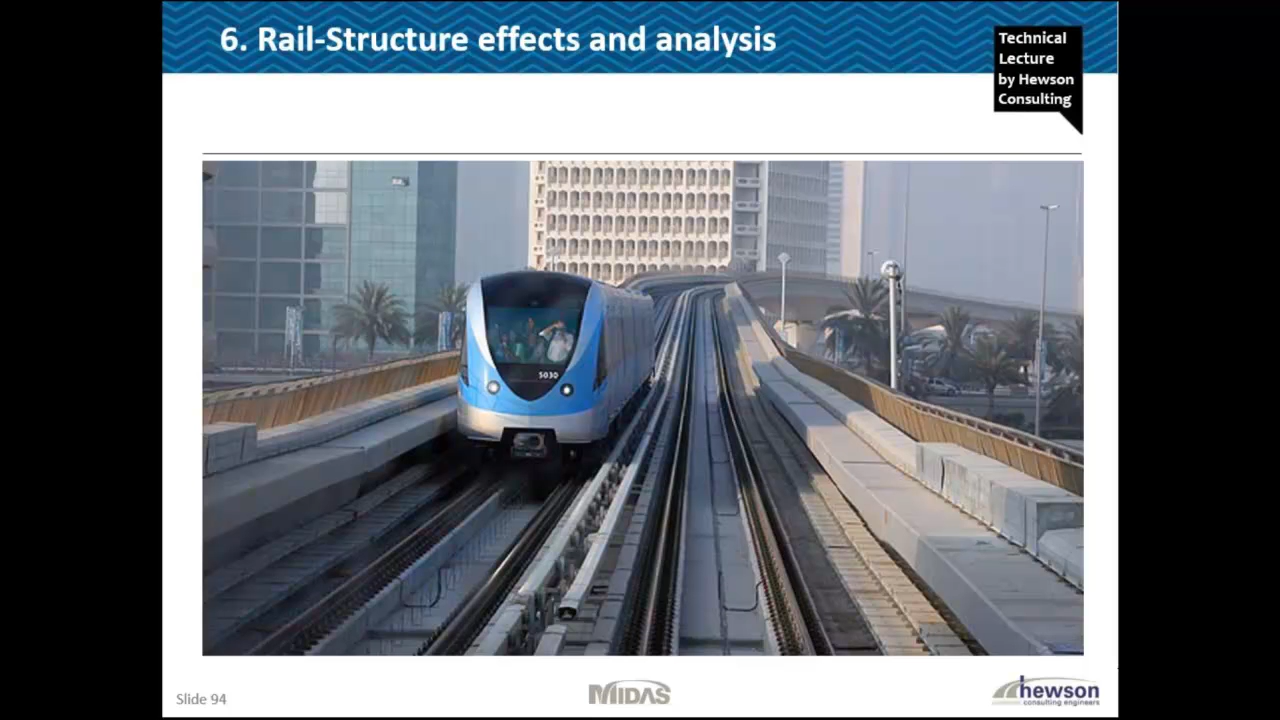 6. Rail-Structure effects and analysis
Technical
Lecture
by Hewson
Consulting
5030
Slide 94
MIDAS
hewson
consulting engineers